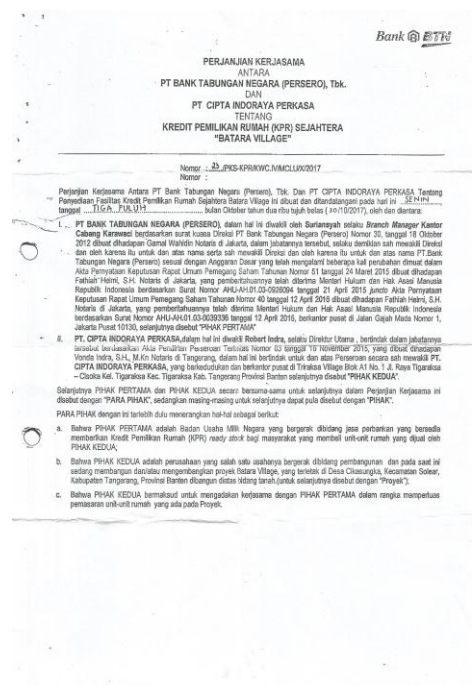 Bank BTN
PERJANJIAN KERJASAMA
ANTARA
PT BANK TABUNGAN NEGARA (PERSERO), Tbk.
DAN
PT CIPTA INDORAYA PERKASA
TENTANG
KREDIT PEMILIKAN RUMAH (KPR) SEJAHTERA
"BATARA VILLAGE"
Nomor : /PKS-KPR/KWC.IV/MCLU/X/2017
Nomor :
Perjanjian Kerjasama Antara PT Bank Tabungan Negara (Persero), Tbk. Dan PT CIPTA INDORAYA PERKASA Tentang
Penyediaan Fasilitas Kredit Pemilikan Rumah Sejahtera Batara Village ini dibuat dan ditandatangani pada hari ini SENIN
tanggal TIGA PULUH bulan Oktober tahun dua ribu tujuh belas (30/10/2017), oleh dan diantara:
I. PT BANK TABUNGAN NEGARA (PERSERO), dalam hal ini diwakili oleh Suriansyah selaku Branch Manager Kantor
Cabang Karawaci berdasarkan surat kuasa Direksi PT Bank Tabungan Negara (Persero) Nomor 30, tanggal 18 Oktober
2012 dibuat dihadapan Gamal Wahidin Notaris di Jakarta, dalam jabatannya tersebut, selaku demikian sah mewakili Direksi
dan oleh karena itu untuk dan atas nama serta sah mewakili Direksi dan oleh karena itu untuk dan atas nama PT.Bank
Tabungan Negara (Persero) sesuai dengan Anggaran Dasar yang telah mengalami beberapa kali perubahan dimuat dalam
Akta Pernyataan Keputusan Rapat Umum Pemegang Saham Tahunan Nomor 51 tanggal 24 Maret 2015 dibuat dihadapan
Fathiah Helmi, S.H. Notaris di Jakarta, yang pemberitahuannya telah diterima Menteri Hukum dan Hak Asasi Manusia
Republik Indonesia berdasarkan Surat Nomor AHU-AH.01.03-0926094 tanggal 21 April 2015 juncto Akta Pernyataan
Keputusan Rapat Umum Pemegang Saham Tahunan Nomor 40 tanggal 12 April 2016 dibuat dihadapan Fathiah Helmi, S.H.
Notaris di Jakarta, yang pemberitahuannya telah diterima Menteri Hukum dan Hak Asasi Manusia Republik Indonesia
berdasarkan Surat Nomor AHU-AH.01.03-0039336 tanggal 12 April 2016, berkantor pusat di Jalan Gajah Mada Nomor 1,
Jakarta Pusat 10130, selanjutnya disebut "PIHAK PERTAMA"
II. PT. CIPTA INDORAYA PERKASA,dalam hal ini diwakili Robert Indra, selaku Direktur Utama, bertindak dalam jabatannya
tersebut berdasarkan Akta Pendirian Perseroan Terbatas Nomor 03 tanggal November 2015, yang dibuat dihadapan
Vonda Indra, S.H., M.Kn Notaris di Tangerang, dalam hal ini bertindak untuk dan atas Perseroan secara sah mewakili PT.
CIPTA INDORAYA PERKASA, yang berkedudukan dan berkantor pusat di Triraksa Village Blok A1 No. 1 Jl. Raya Tigaraksa
– Cisoka Kel. Tigaraksa Kec. Tigaraksa Kab. Tangerang Provinsi Banten selanjutnya disebut "PIHAK KEDUA".
Selanjutnya PIHAK PERTAMA dan PIHAK KEDUA secara bersama-sama untuk selanjutnya dalam Perjanjian Kerjasama ini
disebut dengan "PARA PIHAK", sedangkan masing-masing untuk selanjutnya dapat pula disebut dengan "PIHAK".
PARA PIHAK dengan ini terlebih dulu menerangkan hal-hal sebagai berikut:
a. Bahwa PIHAK PERTAMA adalah Badan Usaha Milik Negara yang bergerak dibidang jasa perbankan yang bersedia
memberikan Kredit Pemilikan Rumah (KPR) ready stock bagi masyarakat yang membeli unit-unit rumah yang dijual oleh
PIHAK KEDUA;
b. Bahwa PIHAK KEDUA adalah perusahaan yang salah satu usahanya bergerak dibidang pembangunan dan pada saat ini
sedang membangun dan/atau mengembangkan proyek Batara Village, yang terletak di Desa Cikasungka, Kecamatan Solear,
Kabupaten Tangerang, Provinsi Banten dibangun diatas bidang tanah,(untuk selanjutnya disebut dengan "Proyek");
c. Bahwa PIHAK KEDUA bermaksud untuk mengadakan kerjasama dengan PIHAK PERTAMA dalam rangka memperluas
pemasaran unit-unit rumah yang ada pada Proyek.